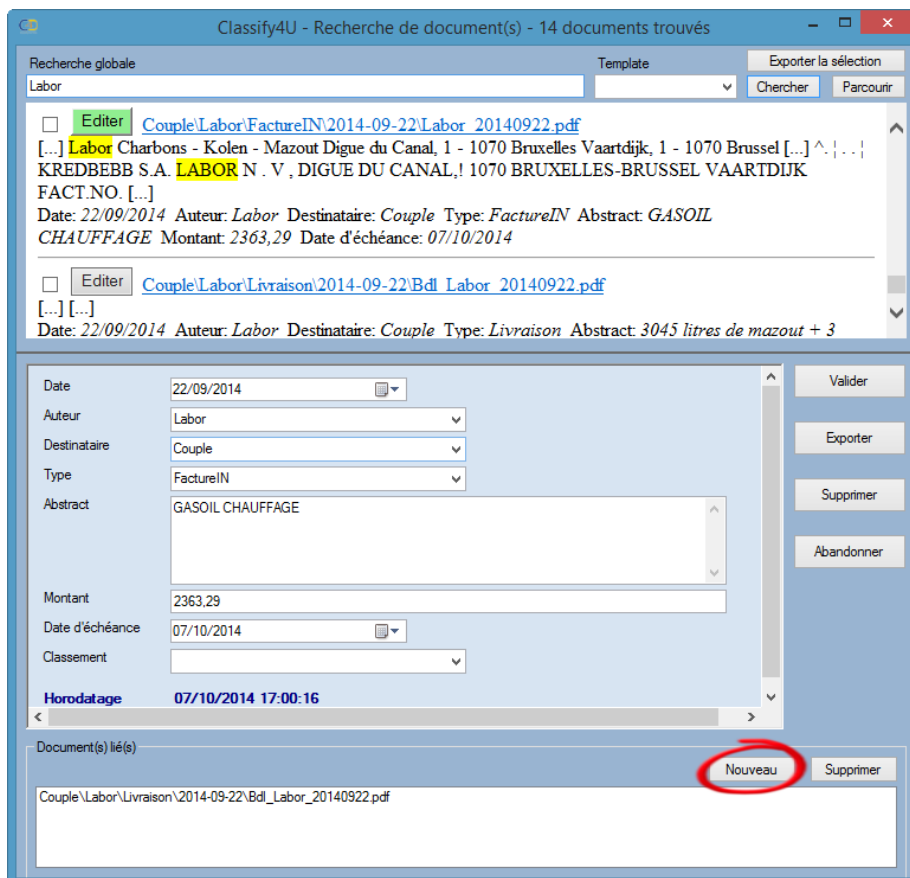 Classify4U - Recherche de document(s) - 14 documents trouvés
Recherche globale
Template
Exporter la sélection
Labor
Chercher
Parcourir
Editer
Couple\Labor\FactureIN\2014-09-22\Labor_20140922.pdf
[...] Labor Charbons - Kolen - Mazout Digue du Canal, 1 - 1070 Bruxelles Vaartdijk, 1 - 1070 Brussel [...] ^. ¦ . . ¦
KREDBEBB S.A. LABOR N . V , DIGUE DU CANAL,! 1070 BRUXELLES-BRUSSEL VAARTDIJK
FACT.NO. [...]
Date: 22/09/2014 Auteur: Labor Destinataire: Couple Type: FactureIN Abstract: GASOIL
CHAUFFAGE Montant: 2363,29 Date d'échéance: 07/10/2014
Editer
Couple\Labor\Livraison\2014-09-22\Bdl_Labor_20140922.pdf
[...] [...]
Date: 22/09/2014 Auteur: Labor Destinataire: Couple Type: Livraison Abstract: 3045 litres de mazout + 3
Date
22/09/2014
Valider
Auteur
Labor
Destinataire
Couple
Exporter
Type
FactureIN
Abstract
GASOIL CHAUFFAGE
Supprimer
Abandonner
Montant
2363,29
Date d'échéance
07/10/2014
Classement
Horodatage
07/10/2014 17:00:16
Document(s) lié(s)
Nouveau
Supprimer
Couple\Labor\Livraison\2014-09-22\Bdl_Labor_20140922.pdf